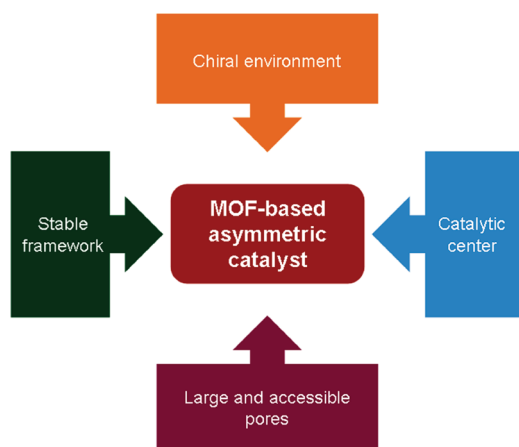 Chiral environment
Stable
framework
MOF-based
asymmetric
catalyst
Catalytic
center
Large and accessible
pores